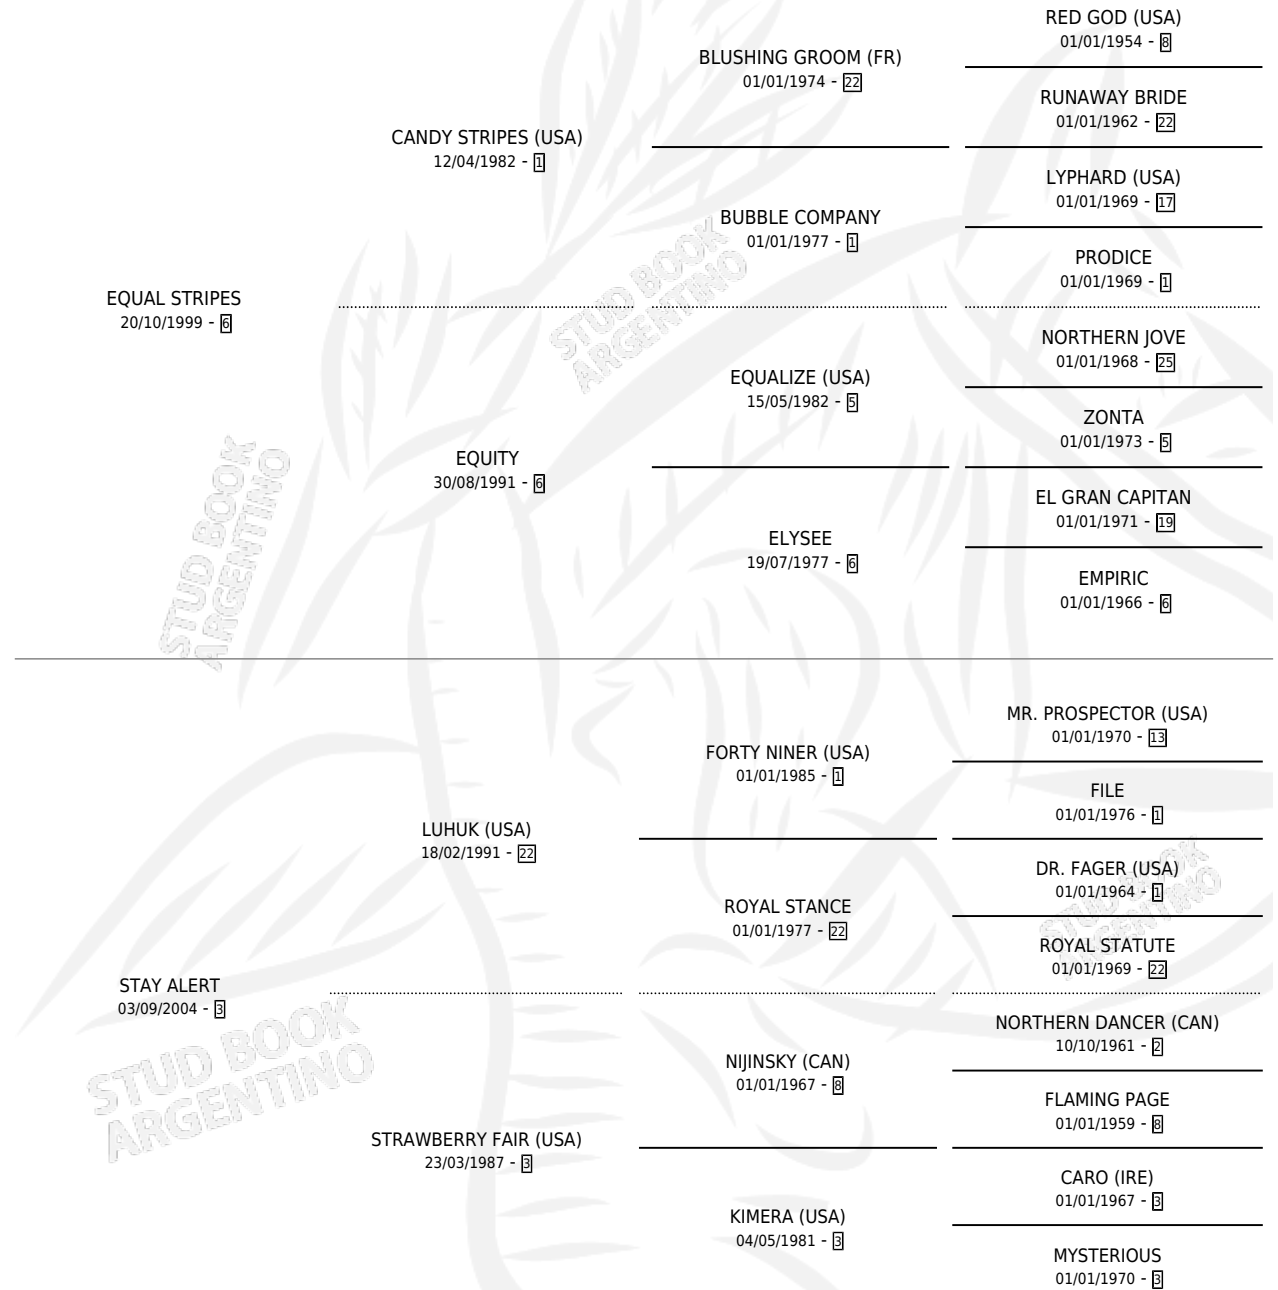 RED GOD (USA)
01/01/1954 - 8
BLUSHING GROOM (FR)
01/01/1974 - 22
RUNAWAY BRIDE
01/01/1962 - 22
CANDY STRIPES (USA)
12/04/1982 - 1
LYPHARD (USA)
01/01/1969 - 17
BUBBLE COMPANY
01/01/1977 - 1
PRODICE
01/01/1969 - 1
EQUAL STRIPES
20/10/1999 - 6
STUD BOOK
ARGENTINO
NORTHERN JOVE
01/01/1968 - 25
EQUALIZE (USA)
15/05/1982 - 5
ZONTA
01/01/1973 - 5
EQUITY
30/08/1991 - 6
EL GRAN CAPITAN
01/01/1971 - 19
ELYSEE
19/07/1977 - 6
EMPIRIC
01/01/1966 - 6
STUD BOOK
ARGENTINO
MR. PROSPECTOR (USA)
01/01/1970 - 13
FORTY NINER (USA)
01/01/1985 - 1
FILE
01/01/1976 - 1
LUHUK (USA)
18/02/1991 - 22
DR. FAGER (USA)
01/01/1964 - 1
STUD BOOK
ARGENTINO
ROYAL STANCE
01/01/1977 - 22
ROYAL STATUTE
01/01/1969 - 22
STAY ALERT
03/09/2004 - 3
NORTHERN DANCER (CAN)
10/10/1961 - 2
STUD BOOK
ARGENTINO
NIJINSKY (CAN)
01/01/1967 - 8
FLAMING PAGE
01/01/1959 - 8
STRAWBERRY FAIR (USA)
23/03/1987 - 3
CARO (IRE)
01/01/1967 - 3
KIMERA (USA)
04/05/1981 - 3
MYSTERIOUS
01/01/1970 - 3